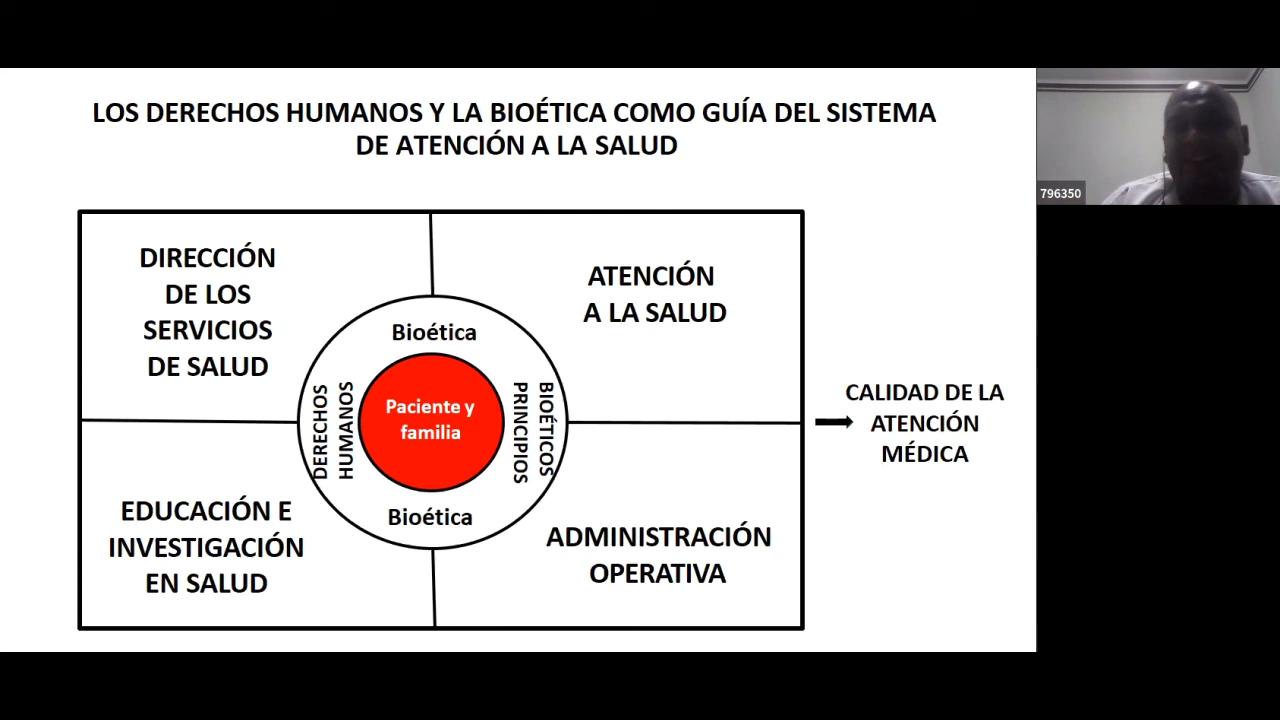 LOS DERECHOS HUMANOS Y LA BIOÉTICA COMO GUÍA DEL SISTEMA
DE ATENCIÓN A LA SALUD
796350
DIRECCIÓN
DE LOS
SERVICIOS
DE SALUD
ATENCIÓN
A LA SALUD
Bioética
DERECHOS
HUMANOS
Paciente y
familia
BIOÉTICOS
PRINCIPIOS
Bioética
EDUCACIÓN E
INVESTIGACIÓN
EN SALUD
ADMINISTRACIÓN
OPERATIVA
CALIDAD DE LA
ATENCIÓN
MÉDICA